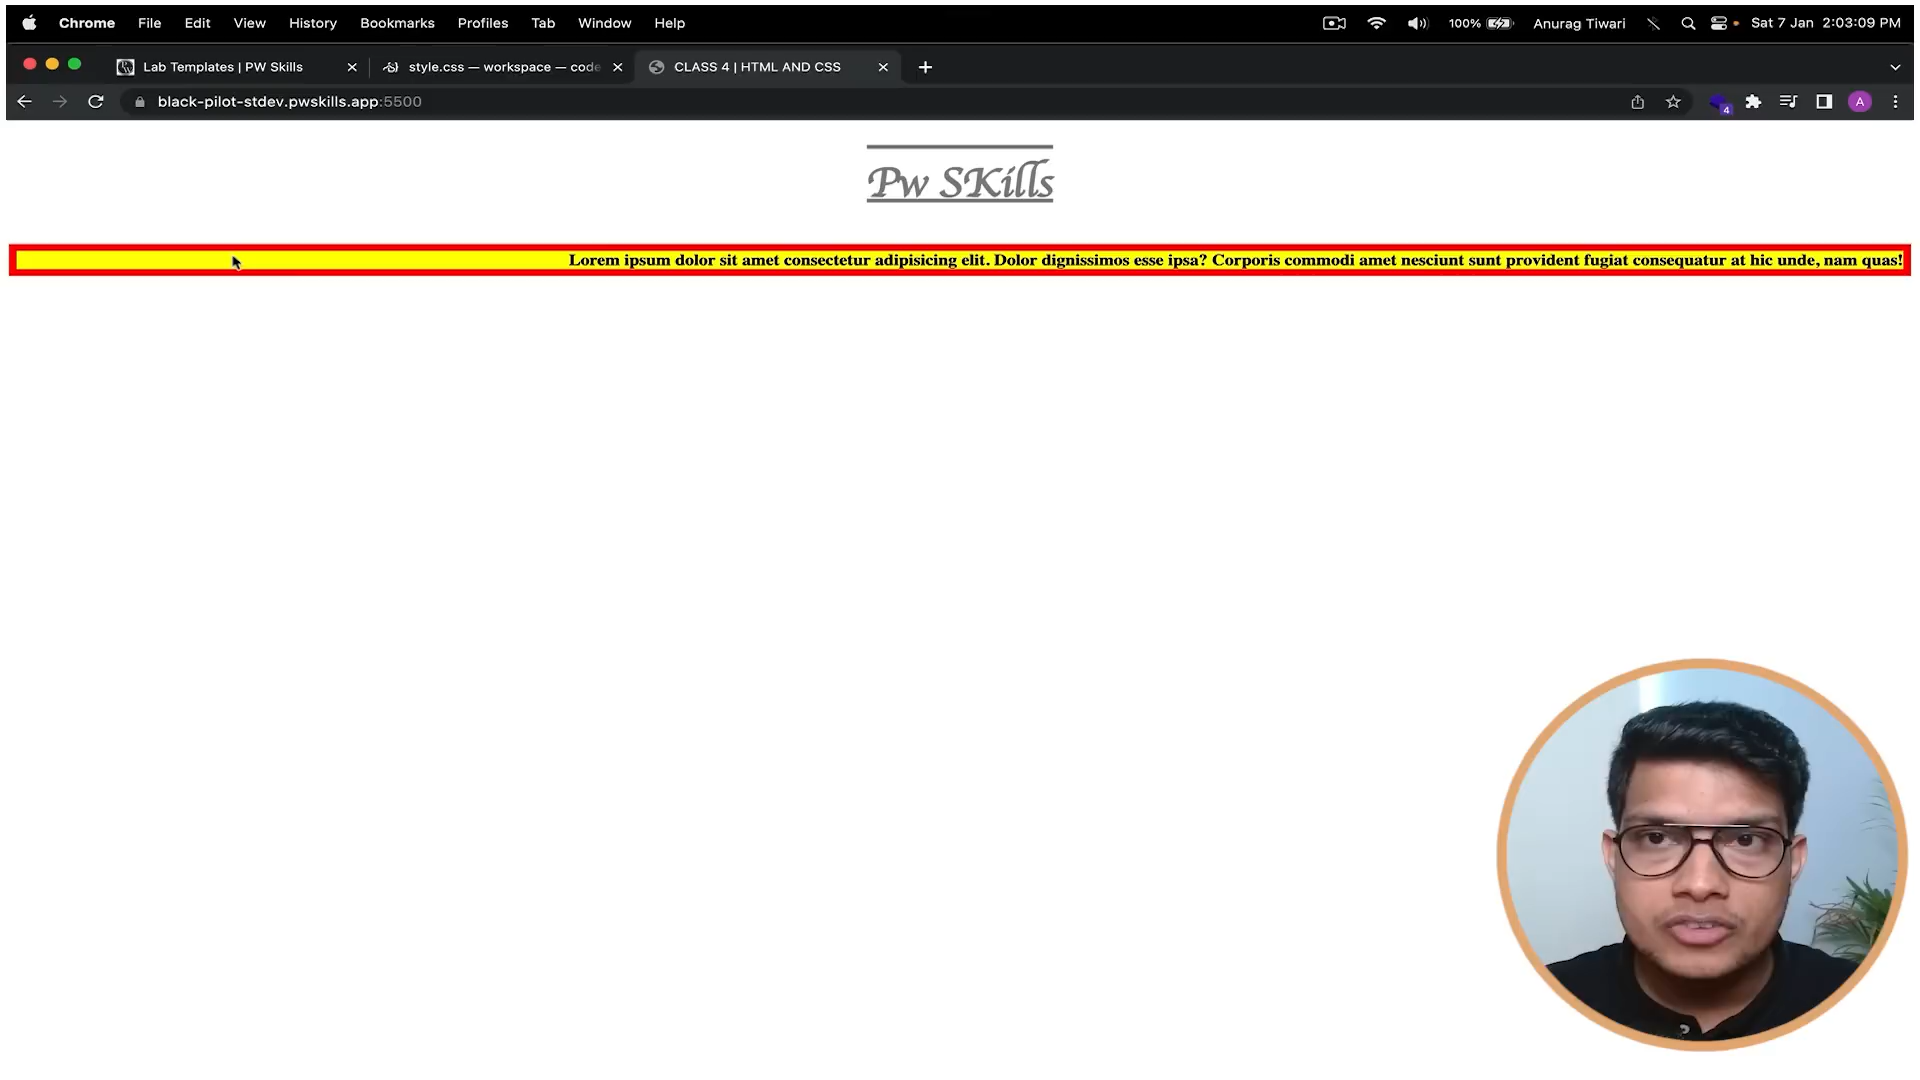 Chrome File Edit View History Bookmarks Profiles Tab Window Help 100% Anurag Tiwari Sat 7 Jan 2:03:09 PM
Lab Templates | PW Skills style.css — workspace — code CLASS 4 | HTML AND CSS
black-pilot-stdev.pwskills.app:5500 4 A
Pw SKills
Lorem ipsum dolor sit amet consectetur adipisicing elit. Dolor dignissimos esse ipsa? Corporis commodi amet nesciunt sunt provident fugiat consequatur at hic unde, nam quas!